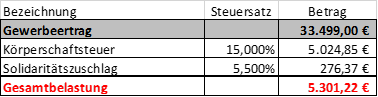 Bezeichnung Steuersatz Betrag
Gewerbeertrag 33.499,00 €
Körperschaftsteuer 15,000% 5.024,85 €
Solidaritätszuschlag 5,500% 276,37 €
Gesamtbelastung 5.301,22 €